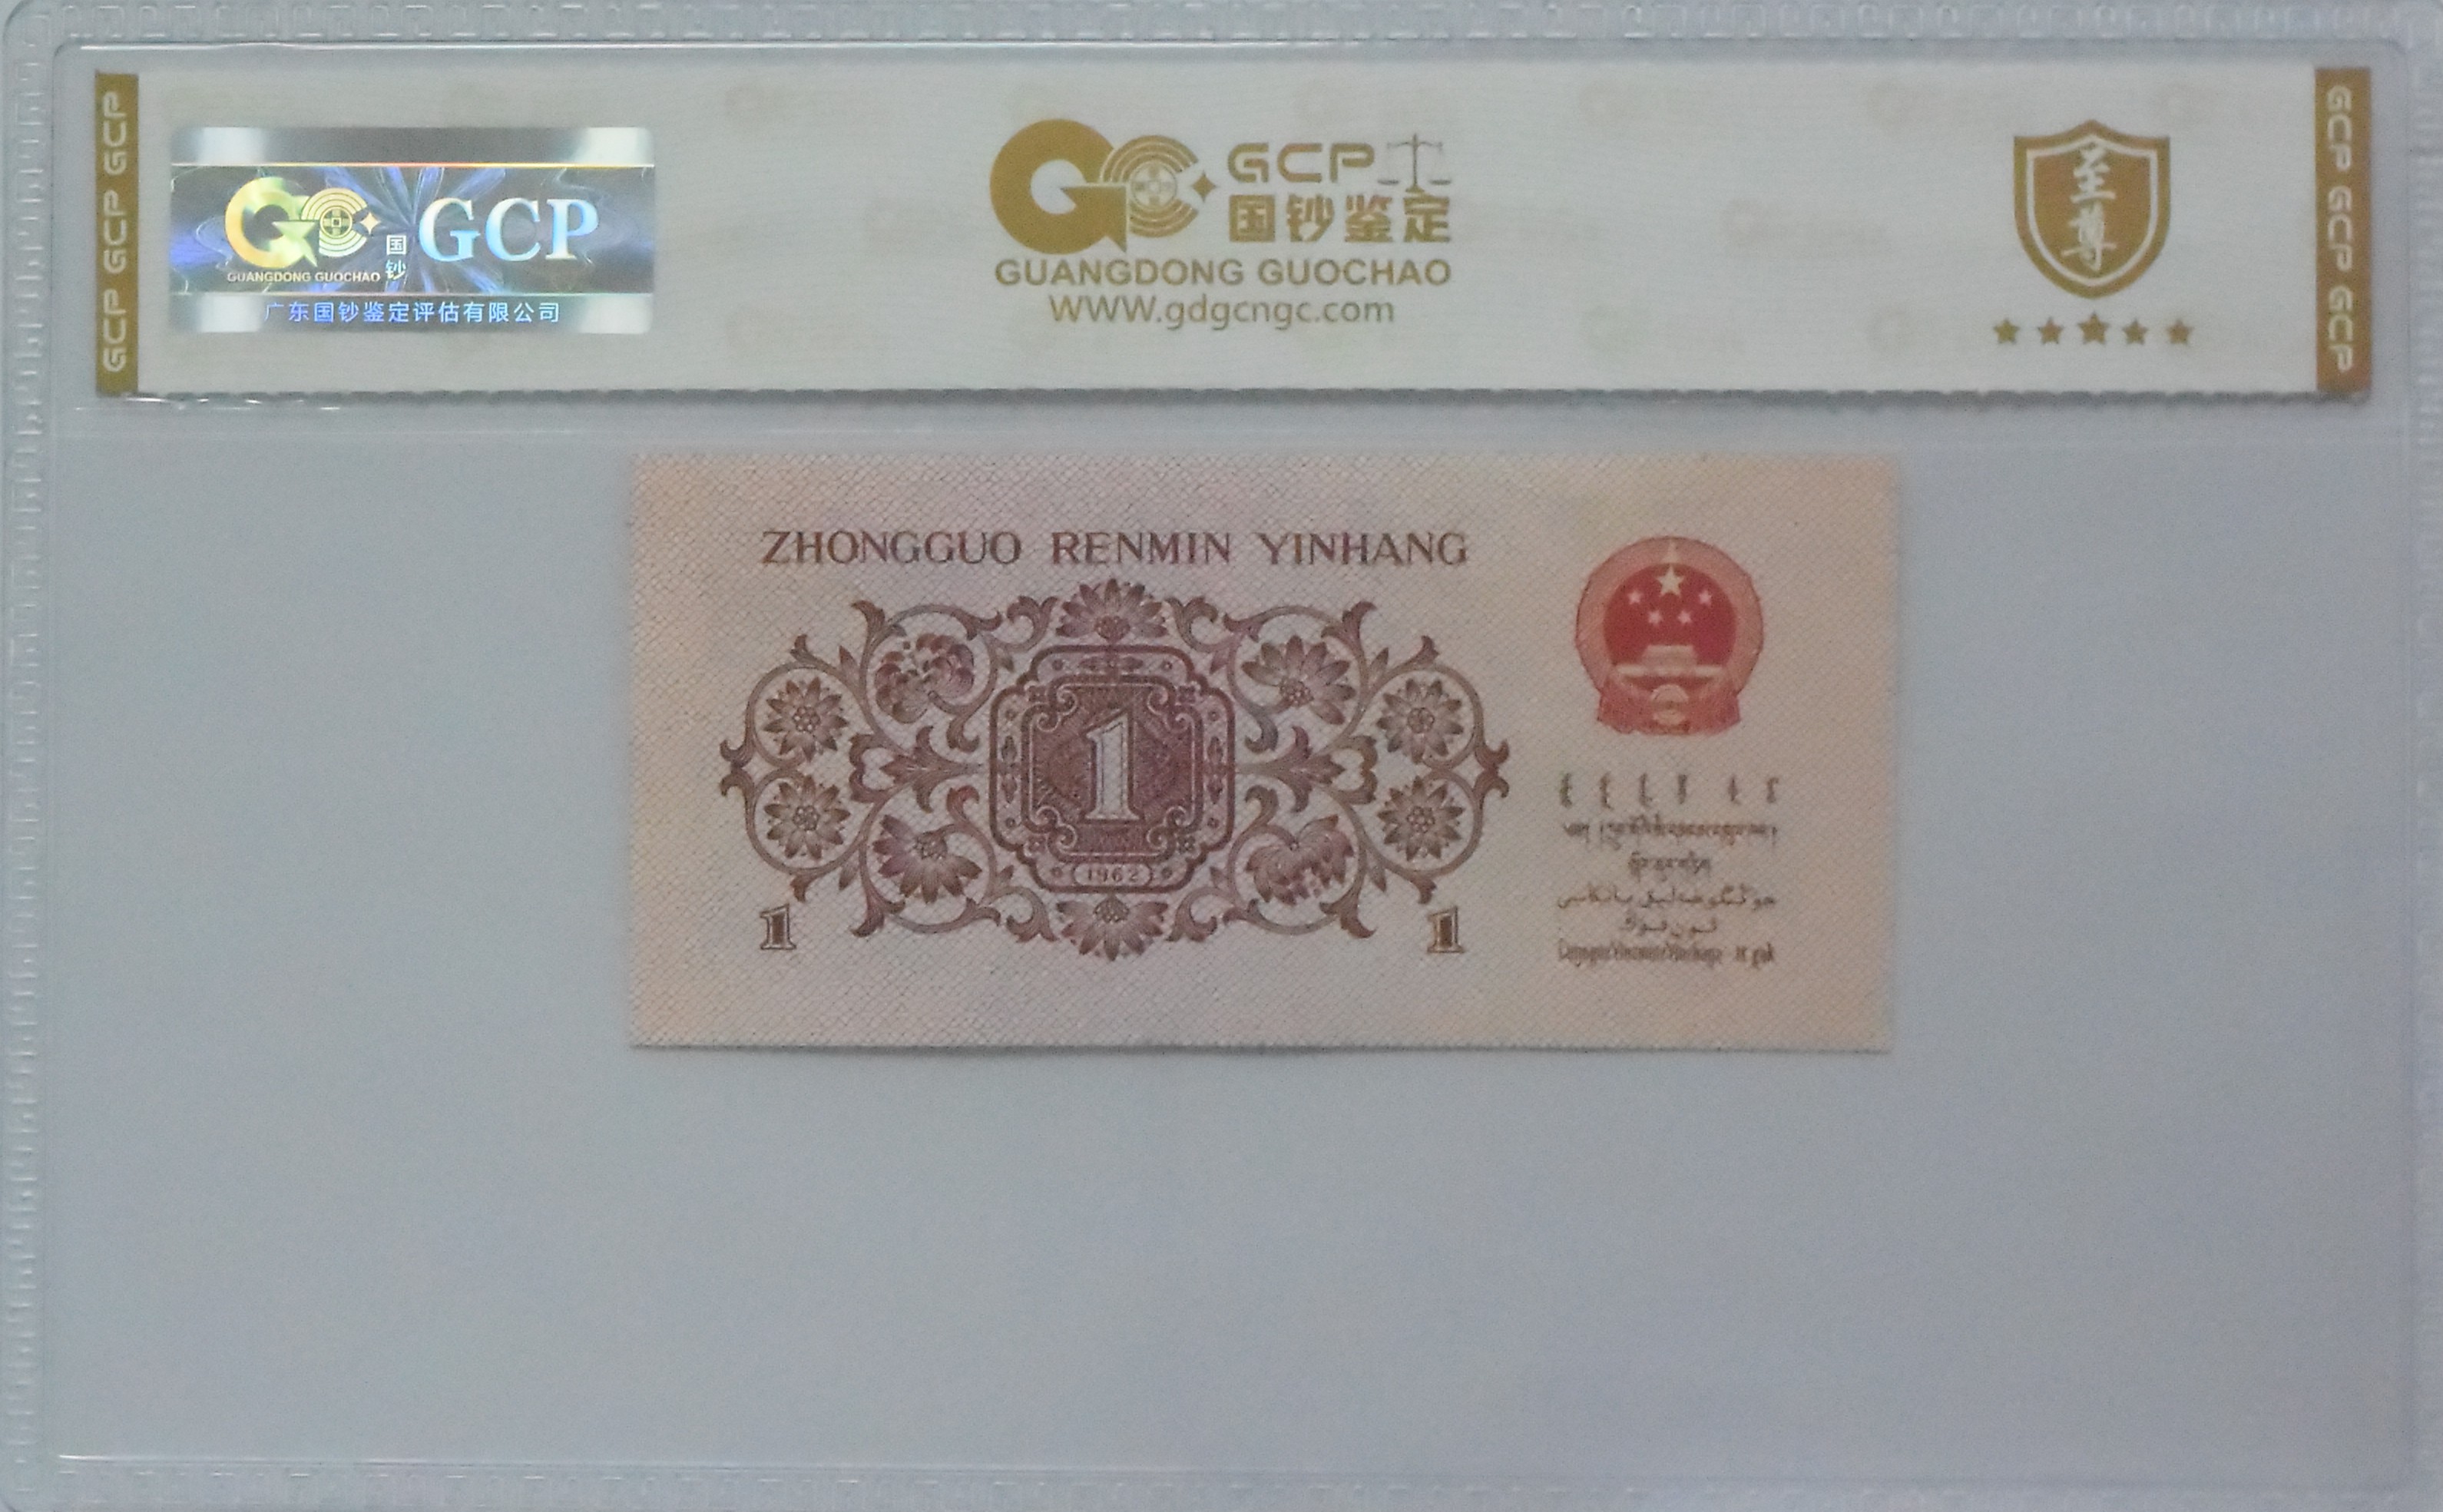 GCP GCP GCP
GCP
国钞
GUANGDONG GUOCHAO
广东国钞鉴定评估有限公司
GCP
国钞鉴定
GUANGDONG GUOCHAO
WWW.gdgcngc.com
至尊
GCP GCP GCP
ZHONGGUO RENMIN YINHANG
1
1962
1
1